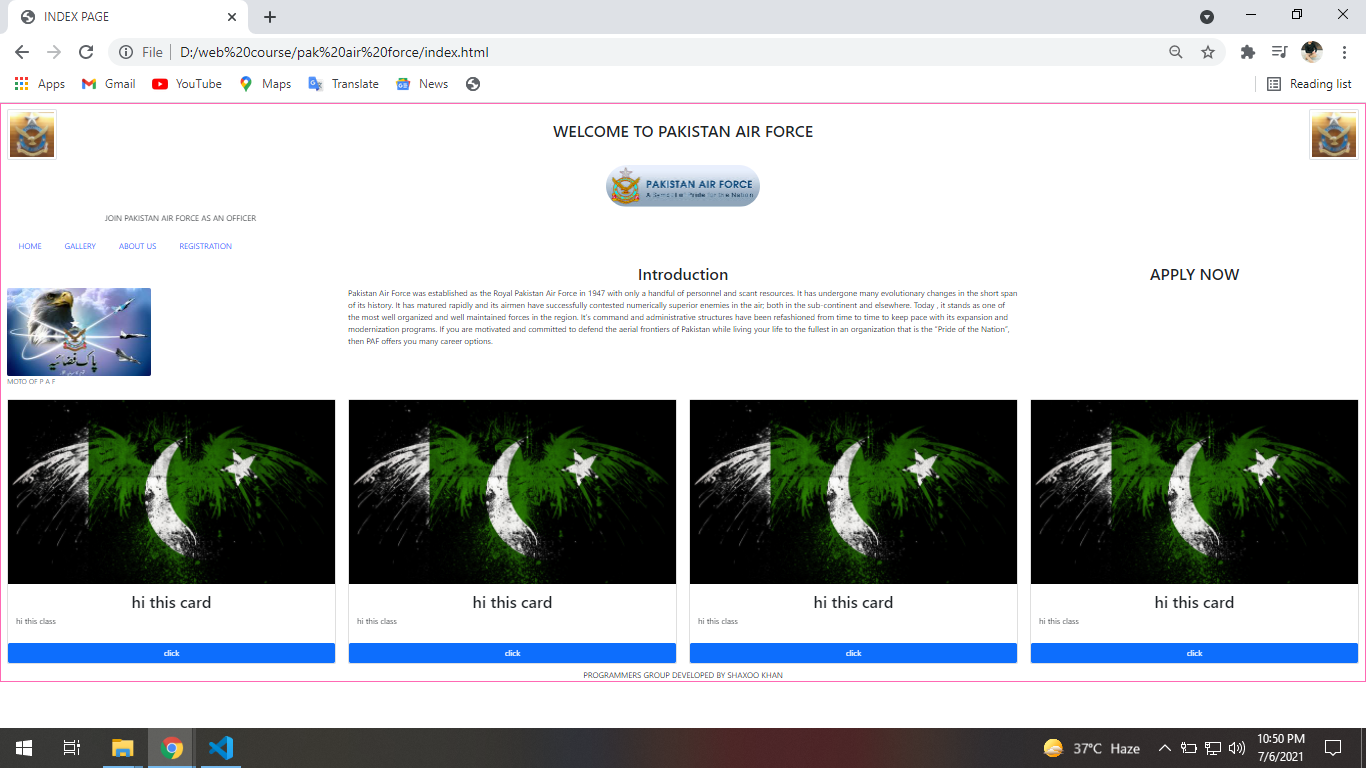 INDEX PAGE
File
D:/web%20course/pak%20air%20force/index.html
Apps
Gmail
YouTube
Maps
Translate
News
Reading list
WELCOME TO PAKISTAN AIR FORCE
PAKISTAN AIR FORCE
A Symbol of Pride for the Nation
JOIN PAKISTAN AIR FORCE AS AN OFFICER
HOME
GALLERY
ABOUT US
REGISTRATION
Introduction
APPLY NOW
Pakistan Air Force was established as the Royal Pakistan Air Force in 1947 with only a handful of personnel and scant resources. It has undergone many evolutionary changes in the short span
of its history. It has matured rapidly and its airmen have successfully contested numerically superior enemies in the air; both in the sub-continent and elsewhere. Today , it stands as one of
the most well organized and well maintained forces in the region. It's command and administrative structures have been refashioned from time to time to keep pace with its expansion and
modernization programs. If you are motivated and committed to defend the aerial frontiers of Pakistan while living your life to the fullest in an organization that is the "Pride of the Nation",
then PAF offers you many career options.
پاک فضائیہ
MOTO OF P A F
hi this card
hi this class
click
hi this card
hi this class
click
hi this card
hi this class
click
hi this card
hi this class
click
PROGRAMMERS GROUP DEVELOPED BY SHAXOO KHAN
37°C Haze
10:50 PM
7/6/2021